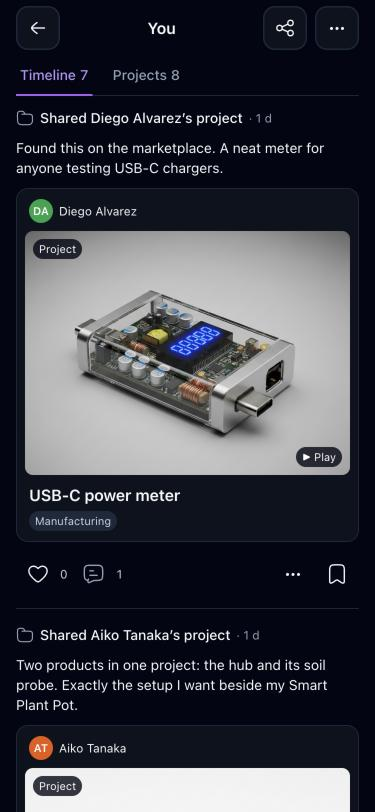 You
Timeline 7
Projects 8
Shared Diego Alvarez's project · 1 d
Found this on the marketplace. A neat meter for
anyone testing USB-C chargers.
DA Diego Alvarez
Project
Play
USB-C power meter
Manufacturing
0
1
Shared Aiko Tanaka's project · 1 d
Two products in one project: the hub and its soil
probe. Exactly the setup I want beside my Smart
Plant Pot.
AT Aiko Tanaka
Project